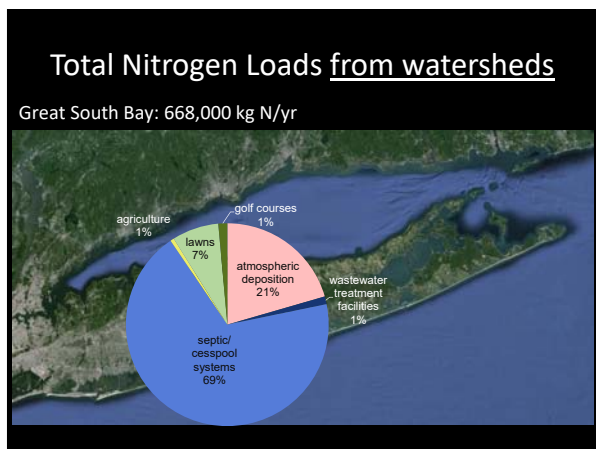 Total Nitrogen Loads from watersheds
Great South Bay: 668,000 kg N/yr
agriculture
1%
golf courses
1%
lawns
7%
atmospheric
deposition
21%
wastewater
treatment
facilities
1%
septic/
cesspool
systems
69%